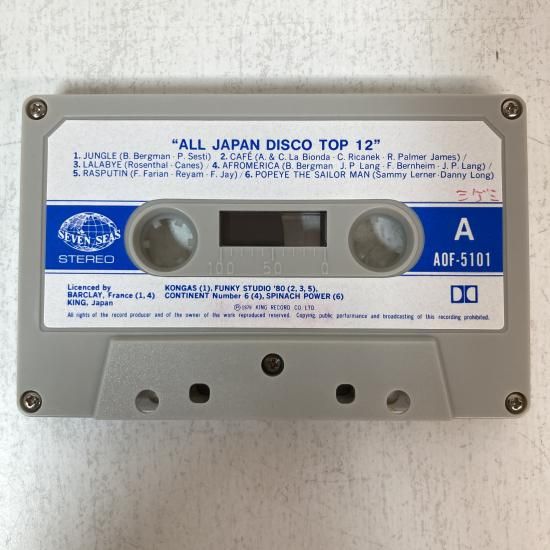 "ALL JAPAN DISCO TOP 12"
1. JUNGLE (B. Bergman · P. Sesti) 2. CAFÉ (A. & C. La Bionda · C. Ricanek · R. Palmer James) /
3. LALABYE (Rosenthal · Canes) / 4. AFROMERICA (B. Bergman · J. P. Lang · F. Bernheim · J. P. Lang) /
5. RASPUTIN (F. Farian · Reyam · F. Jay) / 6. POPEYE THE SAILOR MAN (Sammy Lerner · Danny Long)
SEVEN SEAS
STEREO
100 50 0
A
AOF-5101
Licenced by
BARCLAY, France (1, 4)
KING, Japan
KONGAS (1), FUNKY STUDIO '80 (2, 3, 5),
CONTINENT Number 6 (4), SPINACH POWER (6)
Ⓟ 1979 KING RECORD CO. LTD.
All rights of the record producer and of the owner of the work reproduced reserved. Copying, public performance and broadcasting of this recording prohibited.